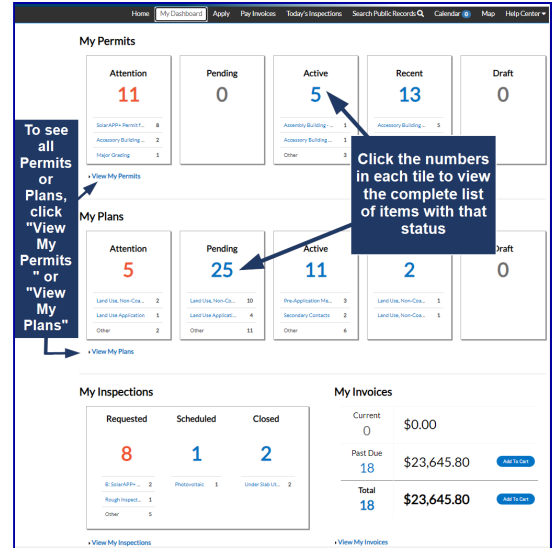 Home My Dashboard Apply Pay Invoices Today's Inspections Search Public Records Calendar 0 Map Help Center
My Permits
Attention
11
SolarAPP+ Permit f... 8
Accessory Building ... 2
Major Grading 1
Pending
0
Active
5
Assembly Building - ... 1
Accessory Building ... 1
Other 3
Recent
13
Accessory Building ... 5
Draft
0
View My Permits
To see
all
Permits
or
Plans,
click
"View
My
Permits
" or
"View
My
Plans"
Click the numbers
in each tile to view
the complete list
of items with that
status
My Plans
Attention
5
Land Use, Non-Coa... 2
Land Use Application 1
Other 2
Pending
25
Land Use, Non-Co... 10
Land Use Applicati... 4
Other 11
Active
11
Pre-Application Me... 3
Secondary Contacts 2
Other 6
2
Land Use, Non-Coa... 1
Land Use, Non-Coa... 1
Draft
0
View My Plans
My Inspections
Requested
8
B: SolarAPP+ ... 2
Rough Inspect... 1
Other 5
Scheduled
1
Photovoltaic 1
Closed
2
Under Slab Ut... 2
View My Inspections
My Invoices
Current
0
$0.00
Past Due
18
$23,645.80
Add To Cart
Total
18
$23,645.80
Add To Cart
View My Invoices